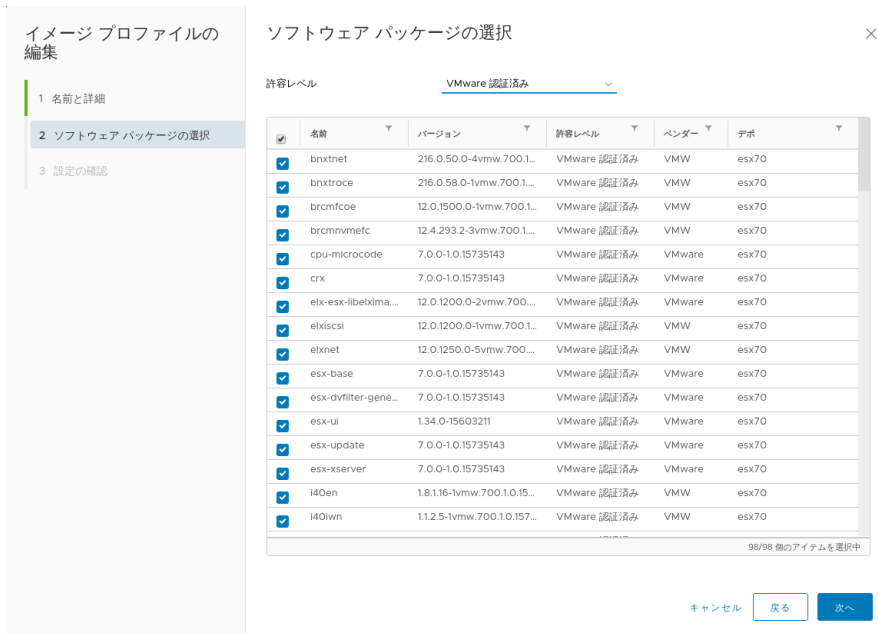 イメージ プロファイルの
編集
1 名前と詳細
2 ソフトウェア パッケージの選択
3 設定の確認
ソフトウェア パッケージの選択
許容レベル VMware 認証済み
名前 バージョン 許容レベル ベンダー デポ
bnxtnet 216.0.50.0-4vmw.700.1... VMware 認証済み VMW esx70
bnxtroce 216.0.58.0-1vmw.700.1.... VMware 認証済み VMW esx70
brcmfcoe 12.0.1500.0-1vmw.700.1... VMware 認証済み VMW esx70
brcmnvmefc 12.4.293.2-3vmw.700.1.... VMware 認証済み VMW esx70
cpu-microcode 7.0.0-1.0.15735143 VMware 認証済み VMware esx70
crx 7.0.0-1.0.15735143 VMware 認証済み VMware esx70
elx-esx-libelxima.... 12.0.1200.0-2vmw.700.... VMware 認証済み VMware esx70
elxiscsi 12.0.1200.0-1vmw.700.1... VMware 認証済み VMW esx70
elxnet 12.0.1250.0-5vmw.700.... VMware 認証済み VMW esx70
esx-base 7.0.0-1.0.15735143 VMware 認証済み VMware esx70
esx-dvfilter-gene... 7.0.0-1.0.15735143 VMware 認証済み VMware esx70
esx-ui 1.34.0-15603211 VMware 認証済み VMware esx70
esx-update 7.0.0-1.0.15735143 VMware 認証済み VMware esx70
esx-xserver 7.0.0-1.0.15735143 VMware 認証済み VMware esx70
i40en 1.8.1.16-1vmw.700.1.0.15... VMware 認証済み VMW esx70
i40iwn 1.1.2.5-1vmw.700.1.0.157... VMware 認証済み VMW esx70
98/98 個のアイテムを選択中
キャンセル 戻る 次へ